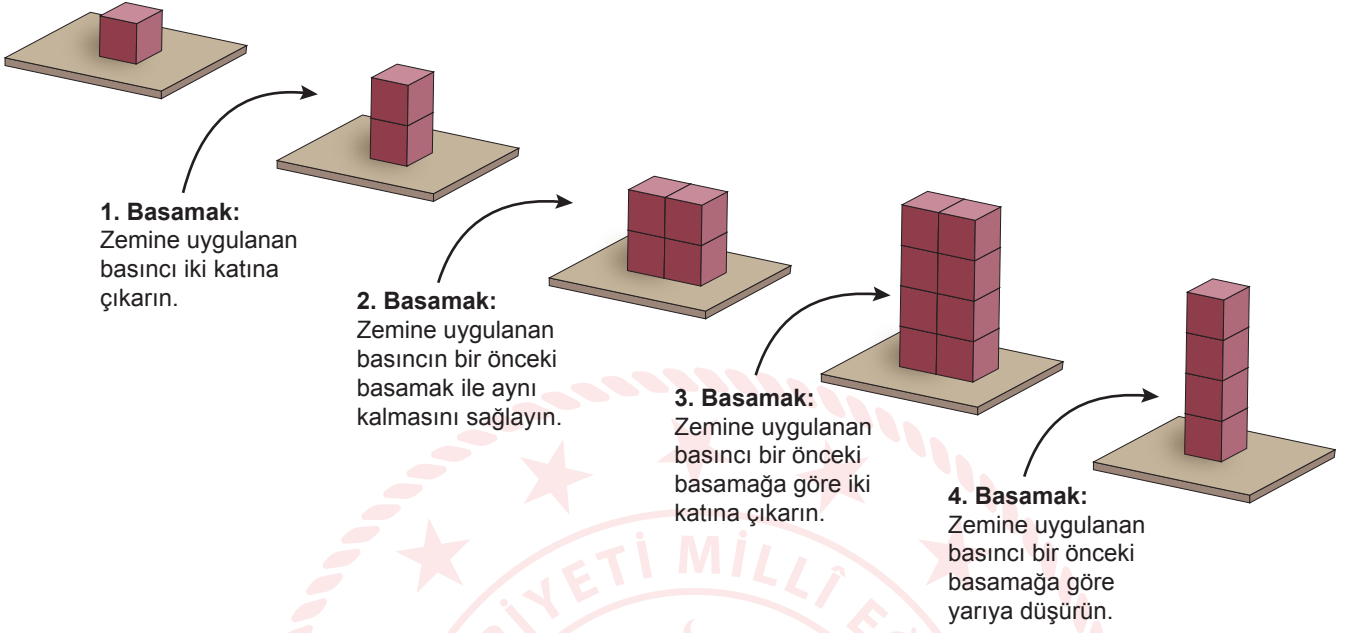 1. Basamak:
Zemine uygulanan
basıncı iki katına
çıkarın.
2. Basamak:
Zemine uygulanan
basıncın bir önceki
basamak ile aynı
kalmasını sağlayın.
3. Basamak:
Zemine uygulanan
basıncı bir önceki
basamağa göre iki
katına çıkarın.
4. Basamak:
Zemine uygulanan
basıncı bir önceki
basamağa göre
yarıya düşürün.
MİLLÎ